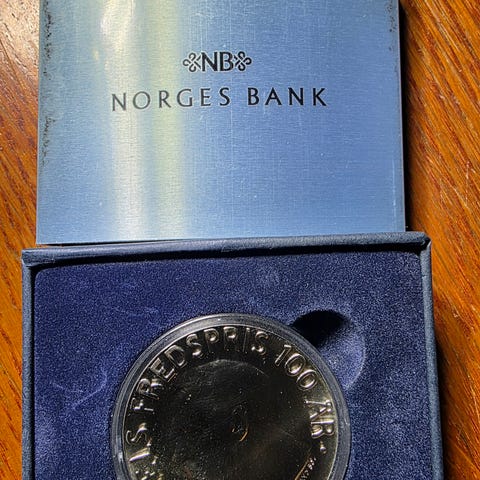 NB
NORGES BANK
FREDSPRIS 100 ÅR